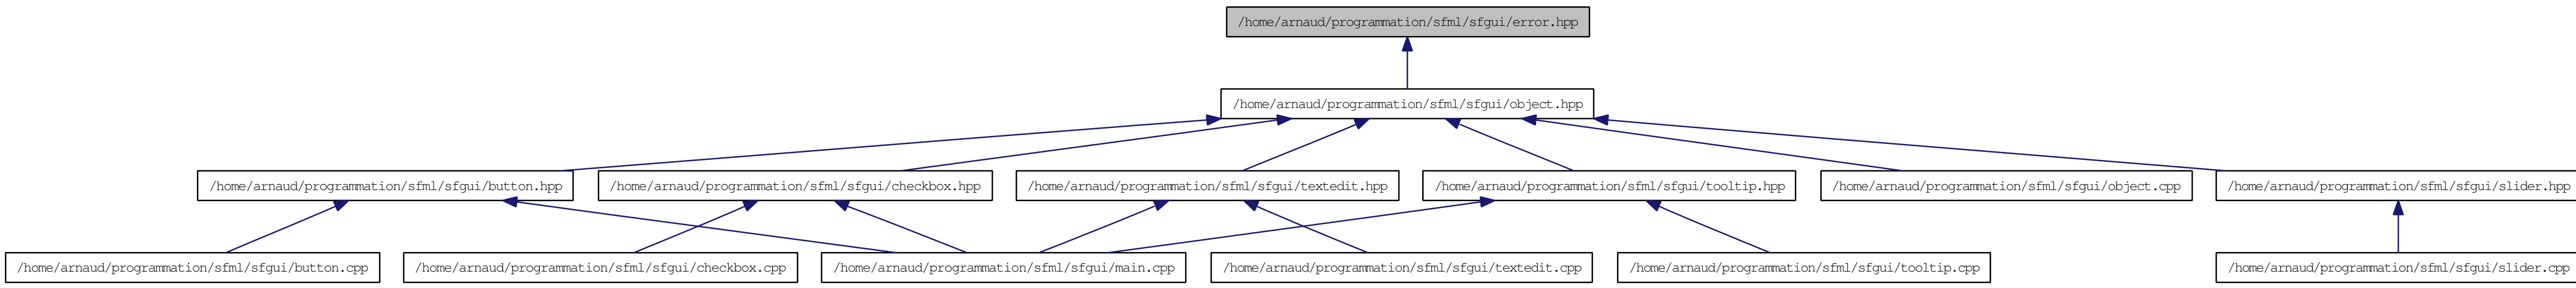 /home/arnaud/programmation/sfml/sfgui/error.hpp
/home/arnaud/programmation/sfml/sfgui/object.hpp
/home/arnaud/programmation/sfml/sfgui/button.hpp
/home/arnaud/programmation/sfml/sfgui/checkbox.hpp
/home/arnaud/programmation/sfml/sfgui/textedit.hpp
/home/arnaud/programmation/sfml/sfgui/tooltip.hpp
/home/arnaud/programmation/sfml/sfgui/object.cpp
/home/arnaud/programmation/sfml/sfgui/slider.hpp
/home/arnaud/programmation/sfml/sfgui/button.cpp
/home/arnaud/programmation/sfml/sfgui/checkbox.cpp
/home/arnaud/programmation/sfml/sfgui/main.cpp
/home/arnaud/programmation/sfml/sfgui/textedit.cpp
/home/arnaud/programmation/sfml/sfgui/tooltip.cpp
/home/arnaud/programmation/sfml/sfgui/slider.cpp